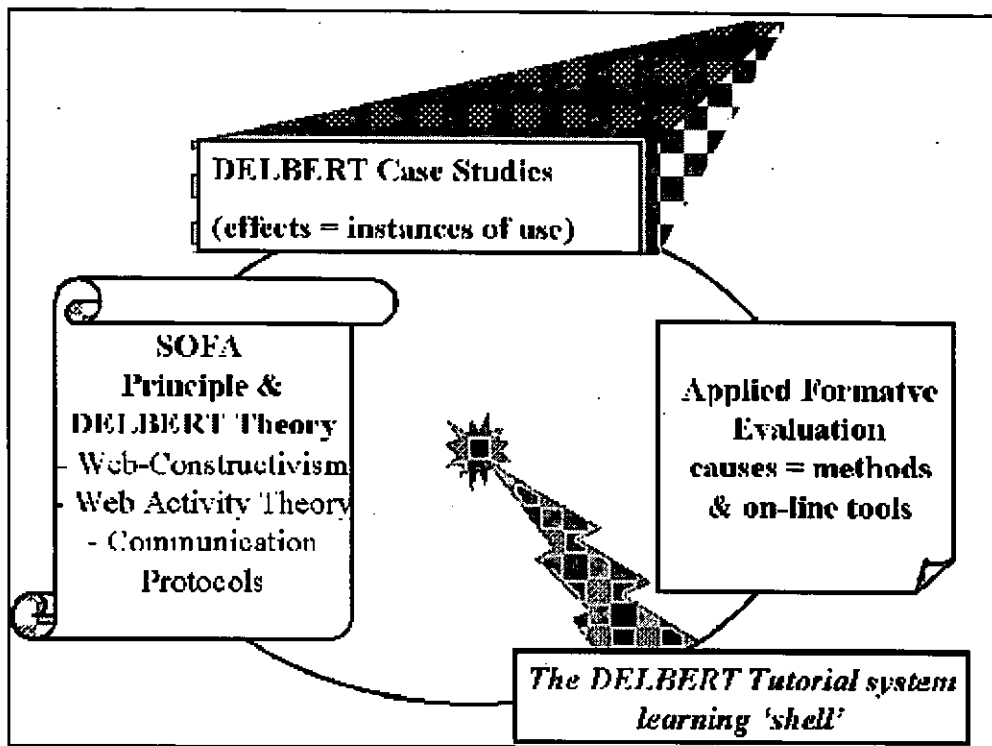 DELBERT Case Studies
(effects = instances of use)
SOFA
Principle &
DELBERT Theory
- Web-Constructivism
- Web Activity Theory
- Communication
Protocols
Applied Formatve
Evaluation
causes = methods
& on-line tools
The DELBERT Tutorial system
learning ‘shell’